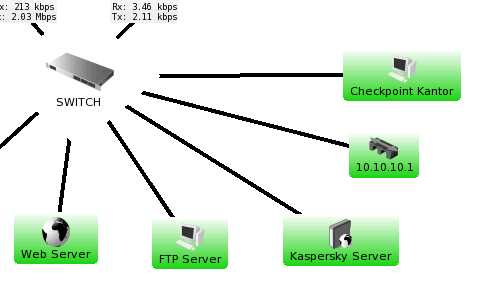 x: 213 kbps
: 2.03 Mbps
Rx: 3.46 kbps
Tx: 2.11 kbps
SWITCH
Checkpoint Kantor
10.10.10.1
Web Server
FTP Server
Kaspersky Server